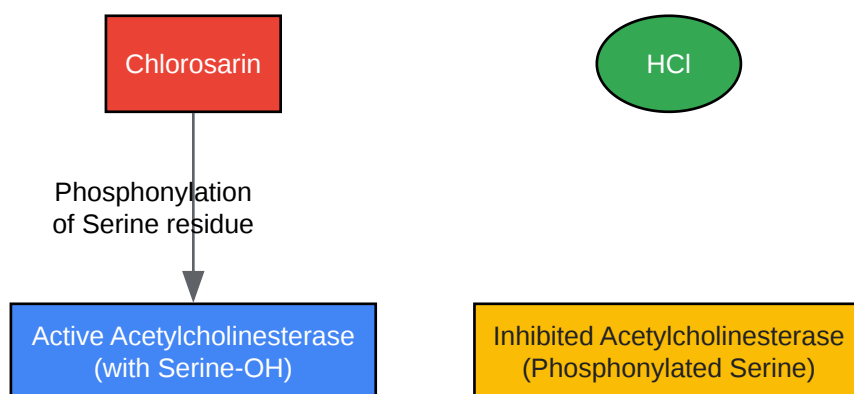 Chlorosarin
HCl
Phosphonylation
of Serine residue
Active Acetylcholinesterase
(with Serine-OH)
Inhibited Acetylcholinesterase
(Phosphonylated Serine)